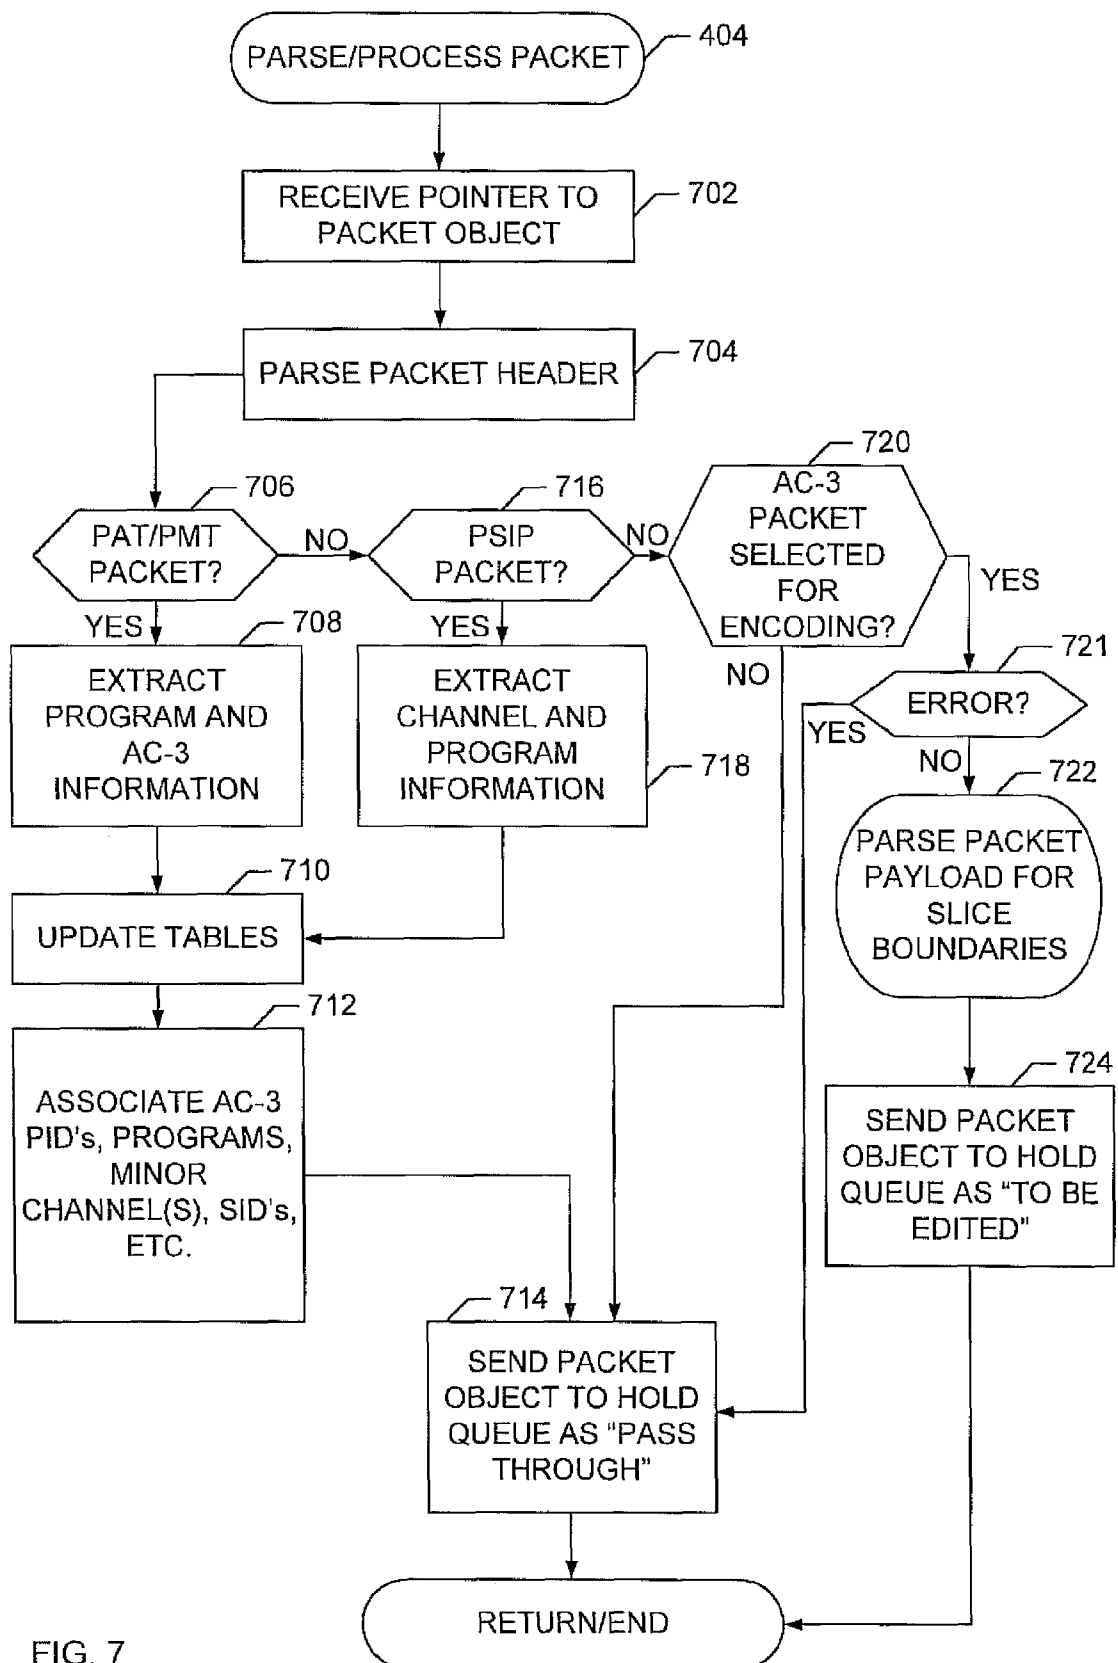 PARSE/PROCESS PACKET
404
RECEIVE POINTER TO
PACKET OBJECT
702
PARSE PACKET HEADER
704
706
PAT/PMT
PACKET?
NO
YES
716
PSIP
PACKET?
NO
YES
720
AC-3
PACKET
SELECTED
FOR
ENCODING?
YES
NO
708
EXTRACT
PROGRAM AND
AC-3
INFORMATION
EXTRACT
CHANNEL AND
PROGRAM
INFORMATION
718
721
ERROR?
YES
NO
722
PARSE PACKET
PAYLOAD FOR
SLICE
BOUNDARIES
710
UPDATE TABLES
712
ASSOCIATE AC-3
PID's, PROGRAMS,
MINOR
CHANNEL(S), SID's,
ETC.
724
SEND PACKET
OBJECT TO HOLD
QUEUE AS "TO BE
EDITED"
714
SEND PACKET
OBJECT TO HOLD
QUEUE AS "PASS
THROUGH"
RETURN/END
FIG. 7